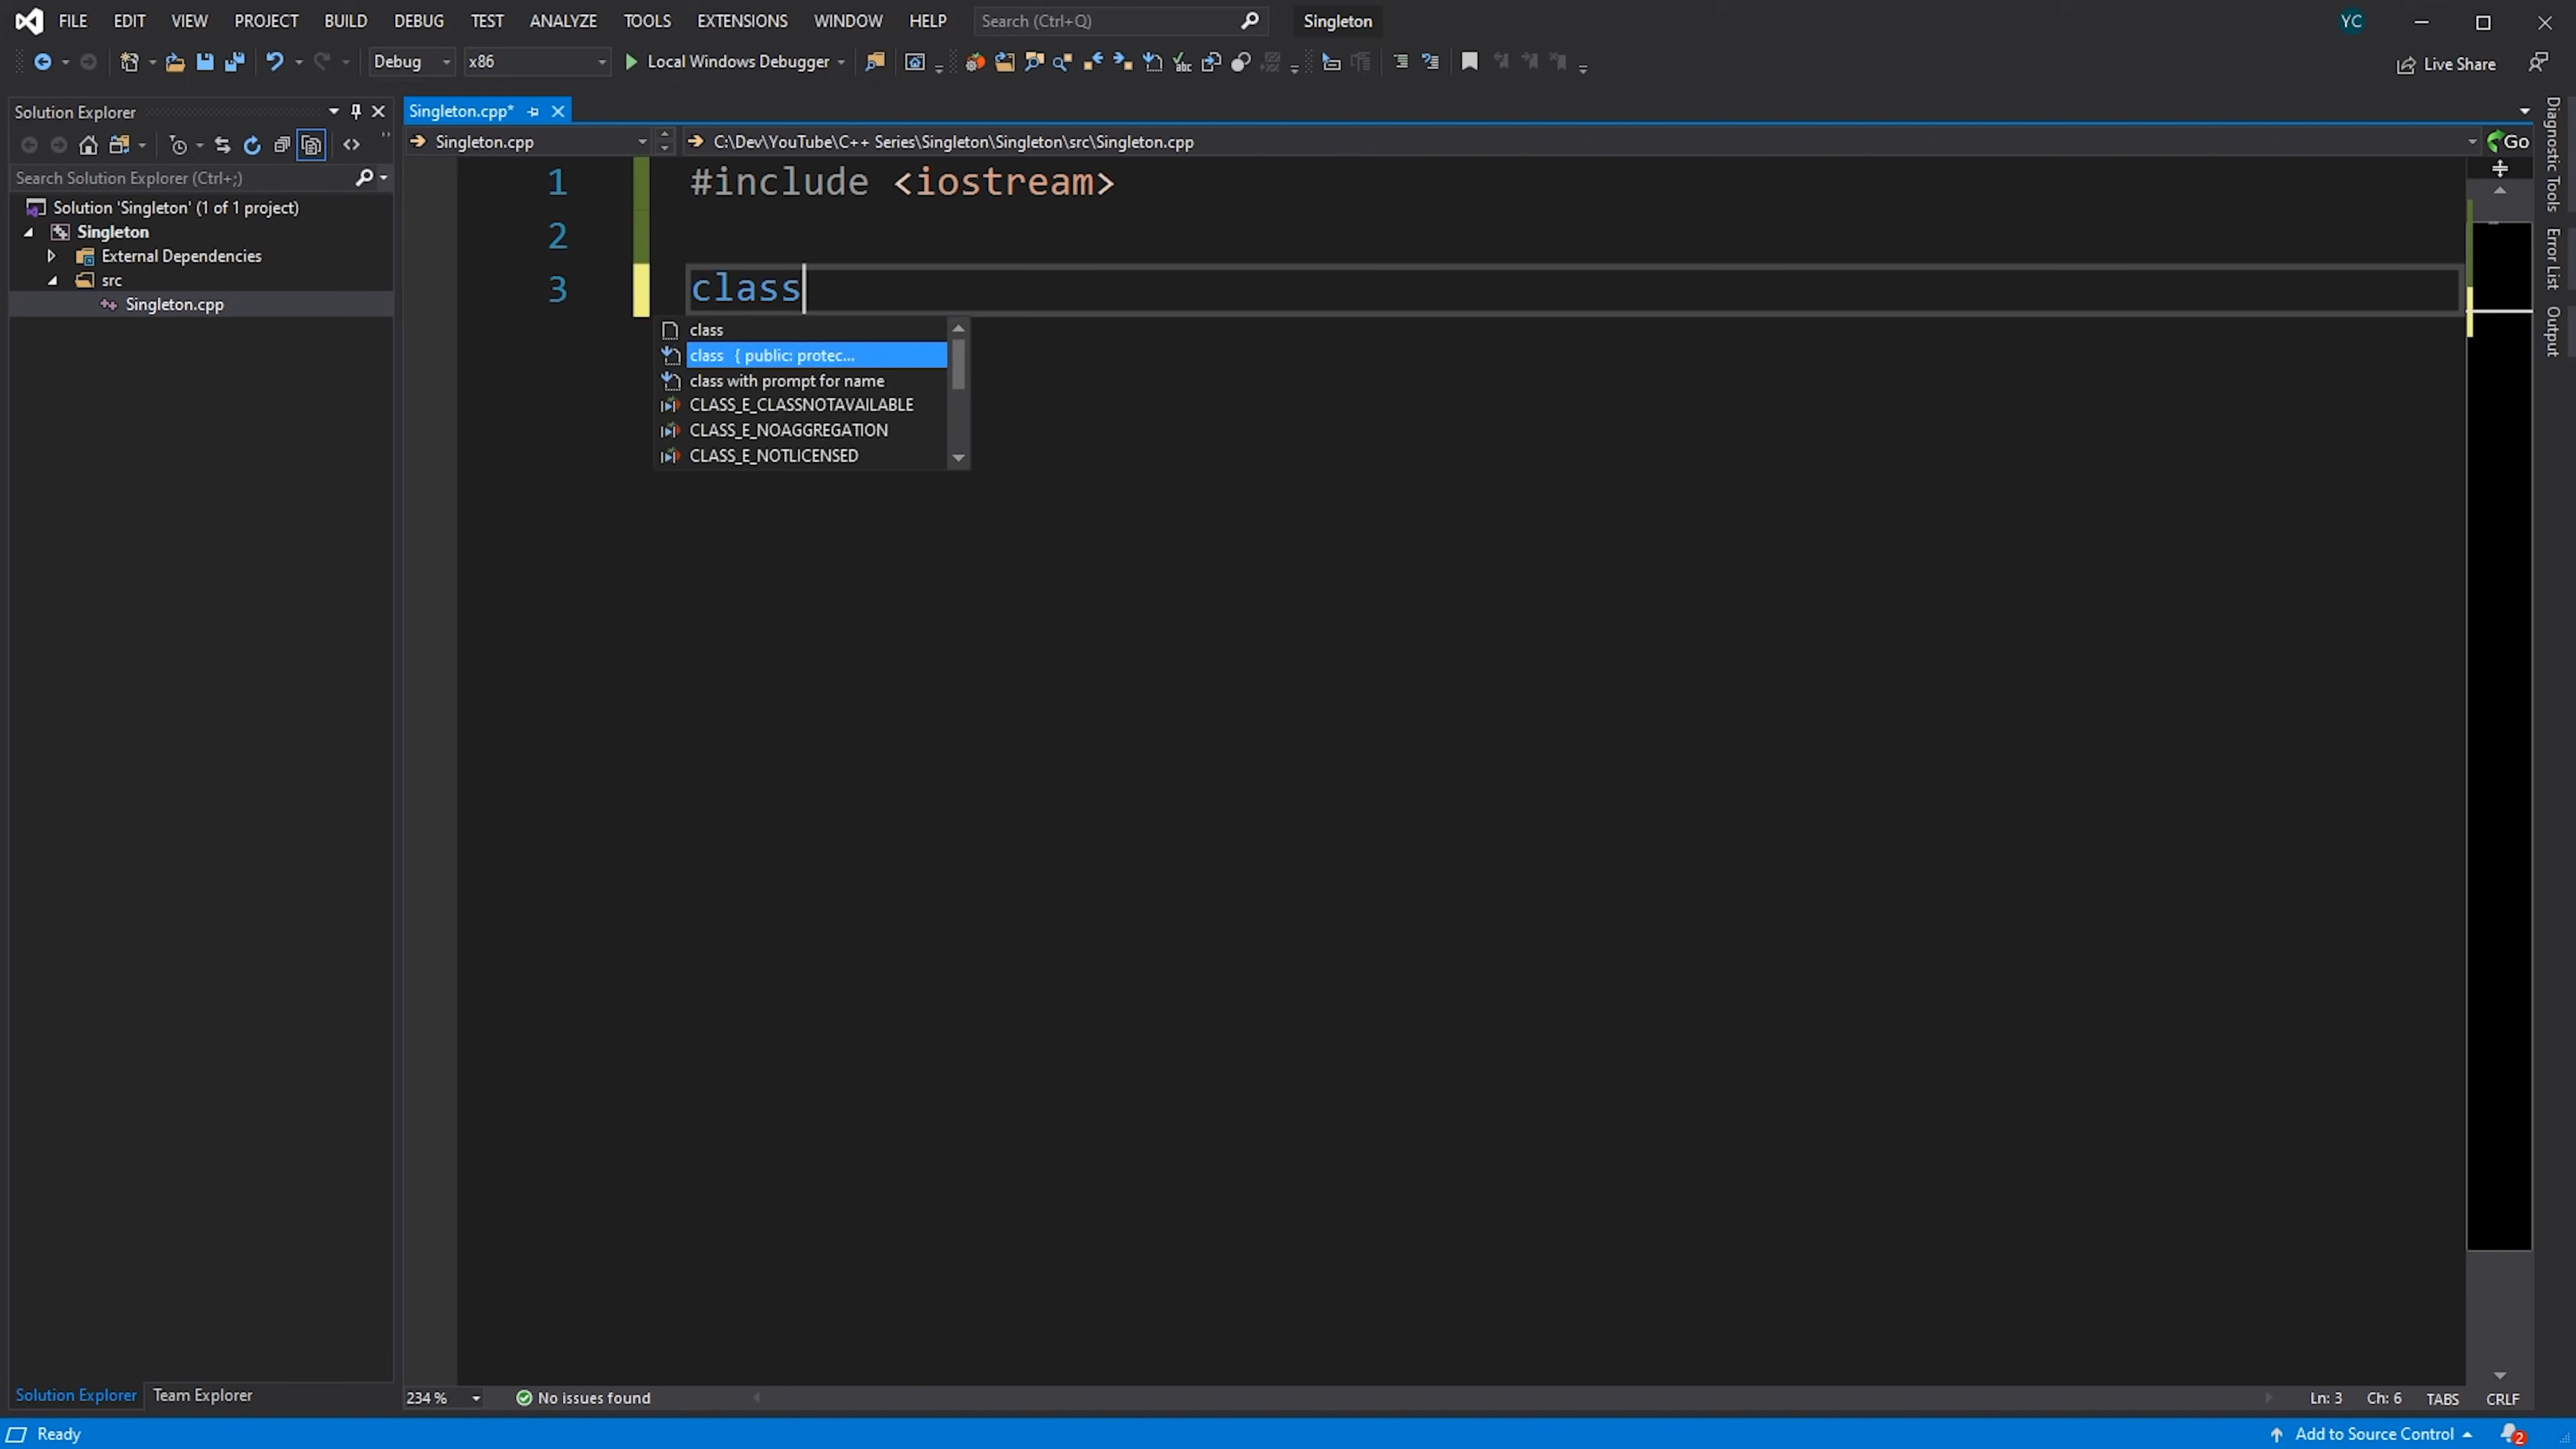 FILE EDIT VIEW PROJECT BUILD DEBUG TEST ANALYZE TOOLS EXTENSIONS WINDOW HELP Search (Ctrl+Q) Singleton YC
Debug x86 Local Windows Debugger Live Share
Solution Explorer
Singleton.cpp*
Singleton.cpp C:\Dev\YouTube\C++ Series\Singleton\Singleton\src\Singleton.cpp Go
Search Solution Explorer (Ctrl+;)
Solution 'Singleton' (1 of 1 project)
Singleton
External Dependencies
src
Singleton.cpp
1 #include <iostream>
2
3 class
class
class { public: protec...
class with prompt for name
CLASS_E_CLASSNOTAVAILABLE
CLASS_E_NOAGGREGATION
CLASS_E_NOTLICENSED
Diagnostic Tools
Error List
Output
Solution Explorer Team Explorer
234 % No issues found Ln: 3 Ch: 6 TABS CRLF
Ready Add to Source Control 2